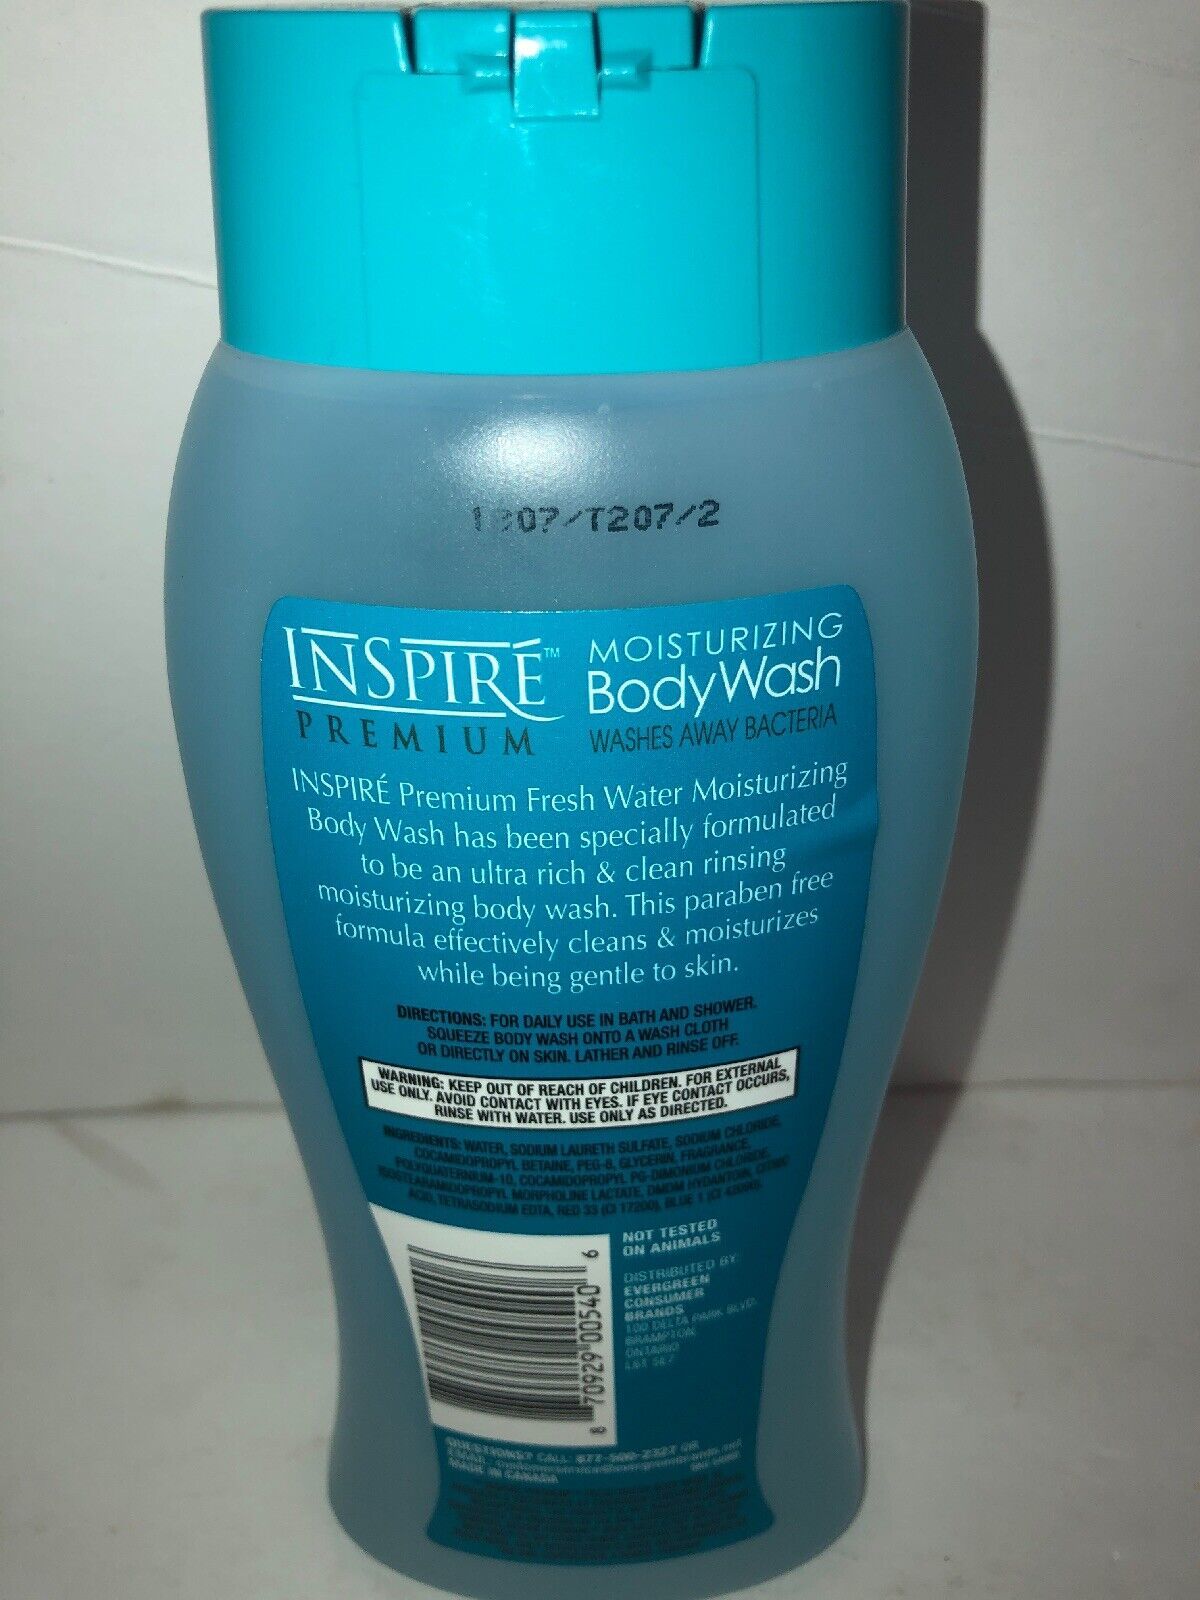 07/T207/2
INSPIRÉ™
PREMIUM
MOISTURIZING
BodyWash
WASHES AWAY BACTERIA
INSPIRÉ Premium Fresh Water Moisturizing
Body Wash has been specially formulated
to be an ultra rich & clean rinsing
moisturizing body wash. This paraben free
formula effectively cleans & moisturizes
while being gentle to skin.
DIRECTIONS: FOR DAILY USE IN BATH AND SHOWER.
SQUEEZE BODY WASH ONTO A WASH CLOTH
OR DIRECTLY ON SKIN. LATHER AND RINSE OFF.
WARNING: KEEP OUT OF REACH OF CHILDREN. FOR EXTERNAL
USE ONLY. AVOID CONTACT WITH EYES. IF EYE CONTACT OCCURS,
RINSE WITH WATER. USE ONLY AS DIRECTED.
INGREDIENTS: WATER, SODIUM LAURETH SULFATE, SODIUM CHLORIDE,
COCAMIDOPROPYL BETAINE, PEG-8, GLYCERIN, FRAGRANCE,
POLYQUATERNIUM-10, COCAMIDOPROPYL PG-DIMONIUM CHLORIDE,
ISOSTEARAMIDOPROPYL MORPHOLINE LACTATE, DMDM HYDANTOIN, CITRIC
ACID, TETRASODIUM EDTA, RED 33 (CI 17200), BLUE 1 (CI 42090).
NOT TESTED
ON ANIMALS
DISTRIBUTED BY:
EVERGREEN
CONSUMER
BRANDS
100 DELTA PARK BLVD.
BRAMPTON,
ONTARIO
8 70929 00540 6
QUESTIONS? CALL: 877-500-2327 OR
EMAIL
MADE IN CANADA